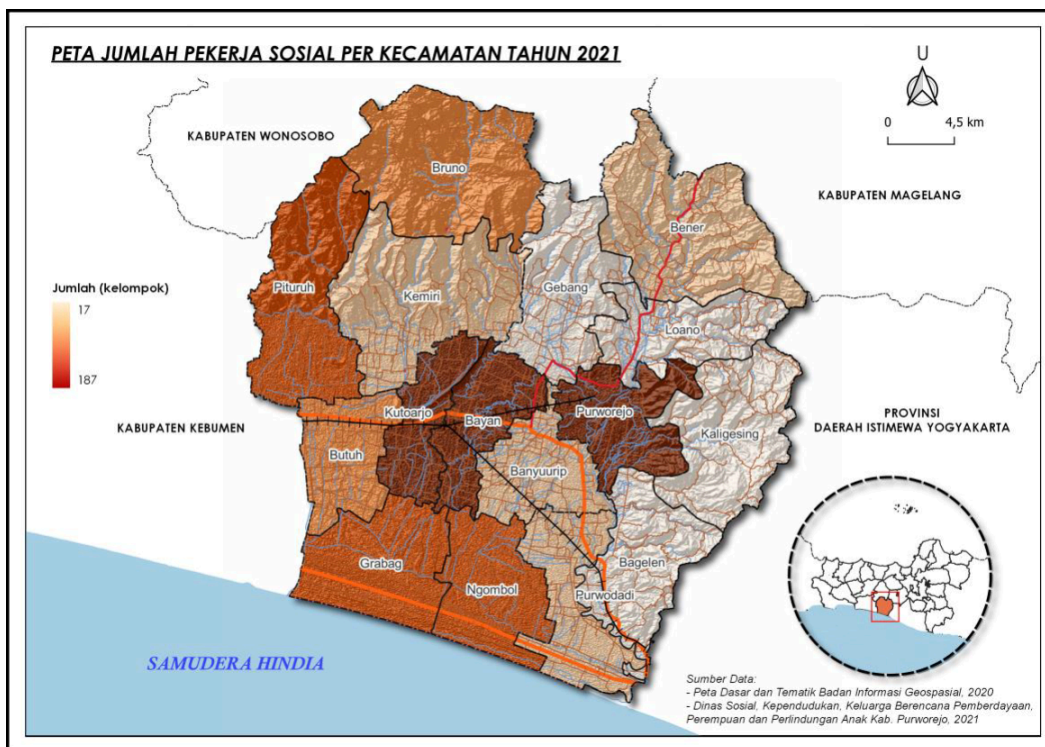 PETA JUMLAH PEKERJA SOSIAL PER KECAMATAN TAHUN 2021
U
0 4,5 km
KABUPATEN WONOSOBO
KABUPATEN MAGELANG
Bruno
Bener
Jumlah (kelompok)
17
187
Pituruh
Kemiri
Gebang
Loano
KABUPATEN KEBUMEN
Kutoarjo
Bayan
Purworejo
Kaligesing
PROVINSI
DAERAH ISTIMEWA YOGYAKARTA
Butuh
Banyuurip
Grabag
Ngombol
Bagelen
Purwodadi
SAMUDERA HINDIA
Sumber Data:
- Peta Dasar dan Tematik Badan Informasi Geospasial, 2020
- Dinas Sosial, Kependudukan, Keluarga Berencana Pemberdayaan,
Perempuan dan Perlindungan Anak Kab. Purworejo, 2021